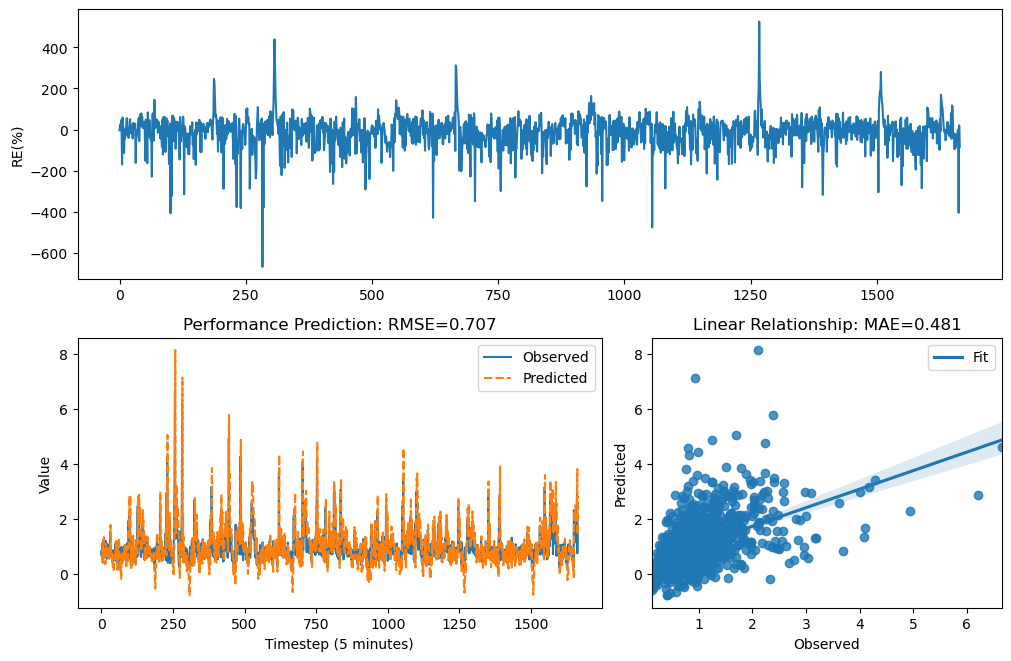 RE(%)
400
200
0
−200
−400
−600
0 250 500 750 1000 1250 1500
Performance Prediction: RMSE=0.707
Value
8
6
4
2
0
Observed
Predicted
0 250 500 750 1000 1250 1500
Timestep (5 minutes)
Linear Relationship: MAE=0.481
Predicted
8
6
4
2
0
Fit
1 2 3 4 5 6
Observed